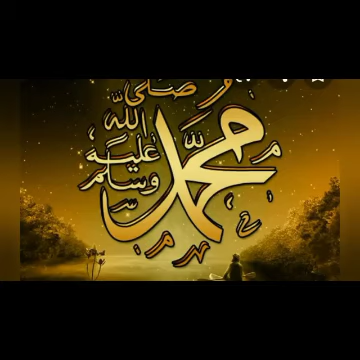 محمد
صلى
الله
عليه
وسلم